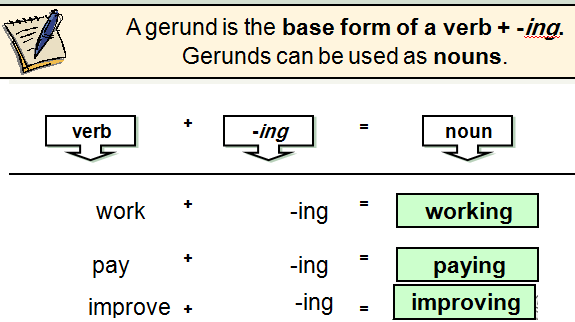 A gerund is the base form of a verb + -ing.
Gerunds can be used as nouns.
verb + -ing = noun
work + -ing = working
pay + -ing = paying
improve + -ing = improving